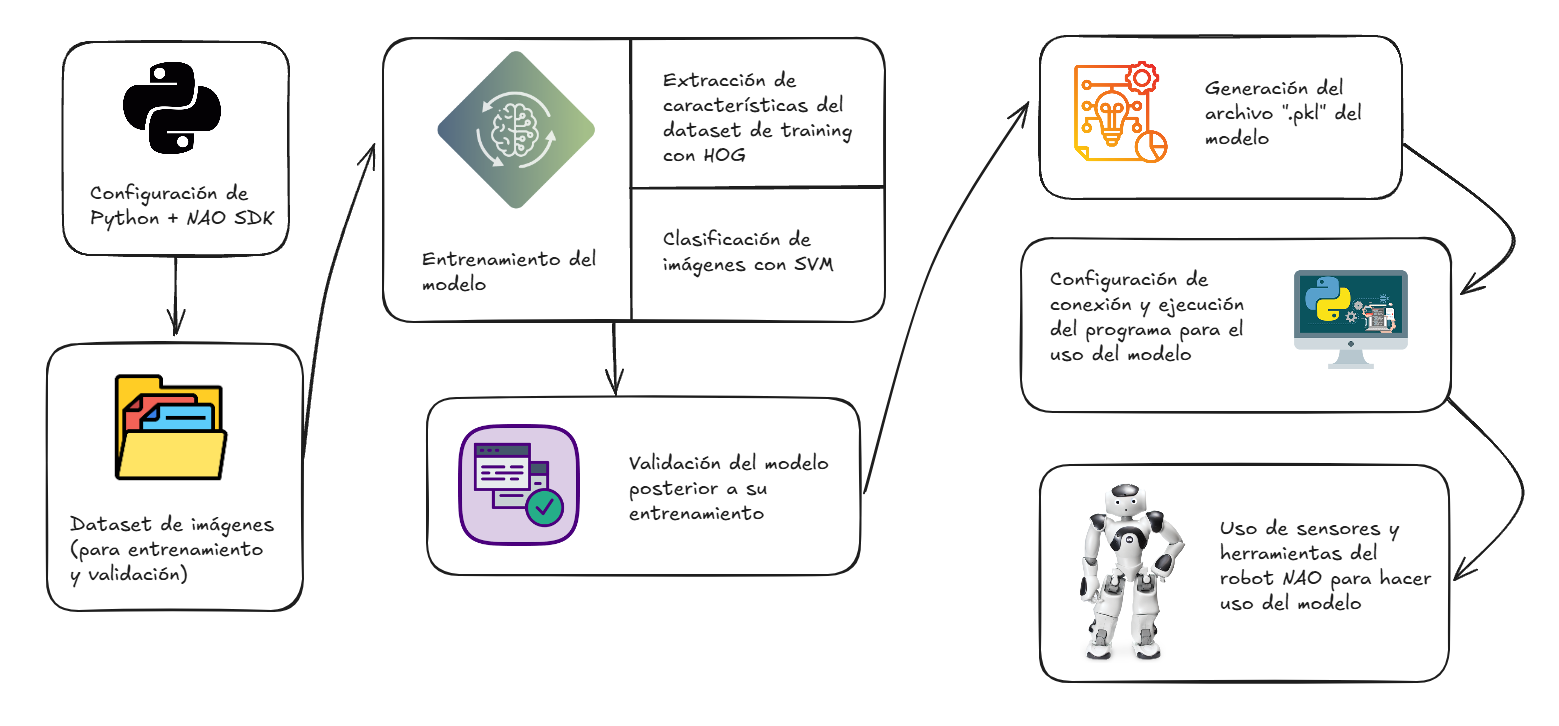 Configuración de
Python + NAO SDK
Dataset de imágenes
(para entrenamiento
y validación)
Entrenamiento del
modelo
Extracción de
características del
dataset de training
con HOG
Clasificación de
imágenes con SVM
Validación del modelo
posterior a su
entrenamiento
Generación del
archivo ".pkl" del
modelo
Configuración de
conexión y ejecución
del programa para el
uso del modelo
Uso de sensores y
herramientas del
robot NAO para hacer
uso del modelo